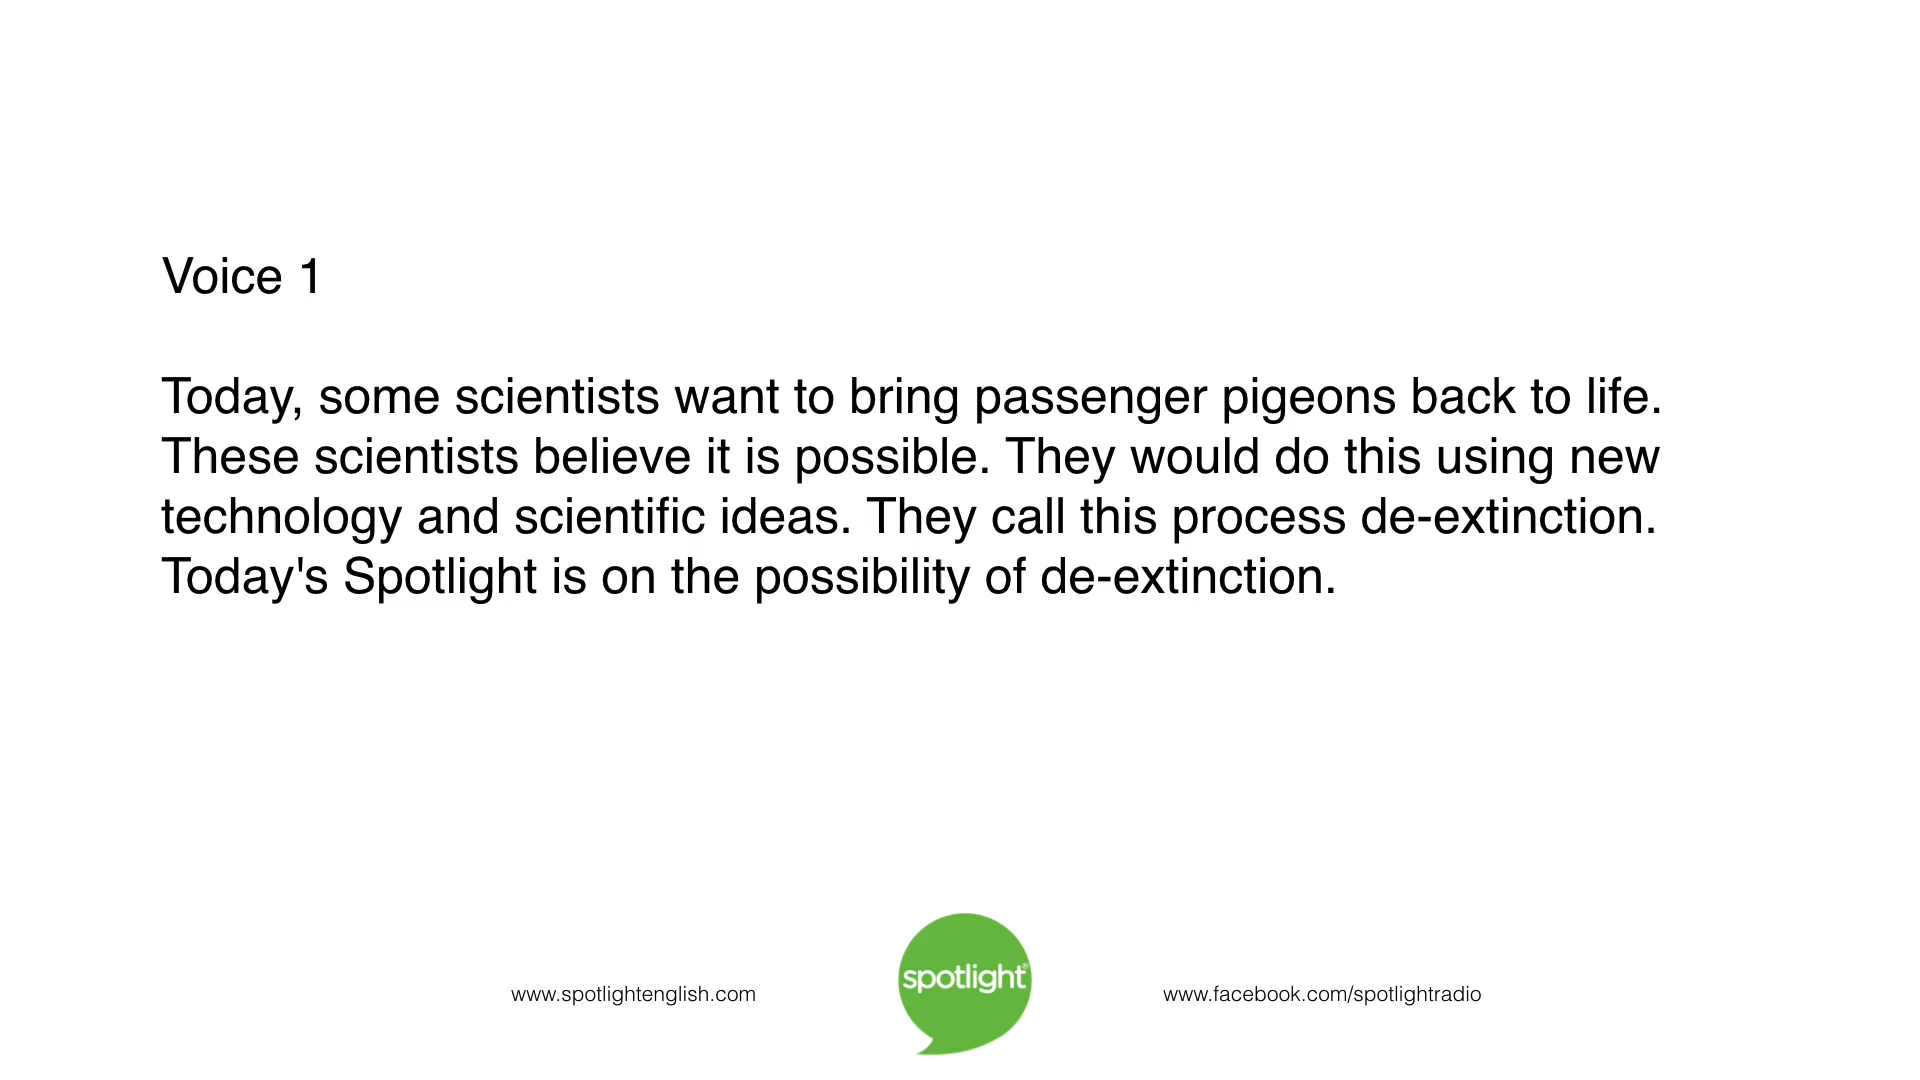 Voice 1
Today, some scientists want to bring passenger pigeons back to life.
These scientists believe it is possible. They would do this using new
technology and scientific ideas. They call this process de-extinction.
Today's Spotlight is on the possibility of de-extinction.
spotlight®
www.spotlightenglish.com
www.facebook.com/spotlightradio